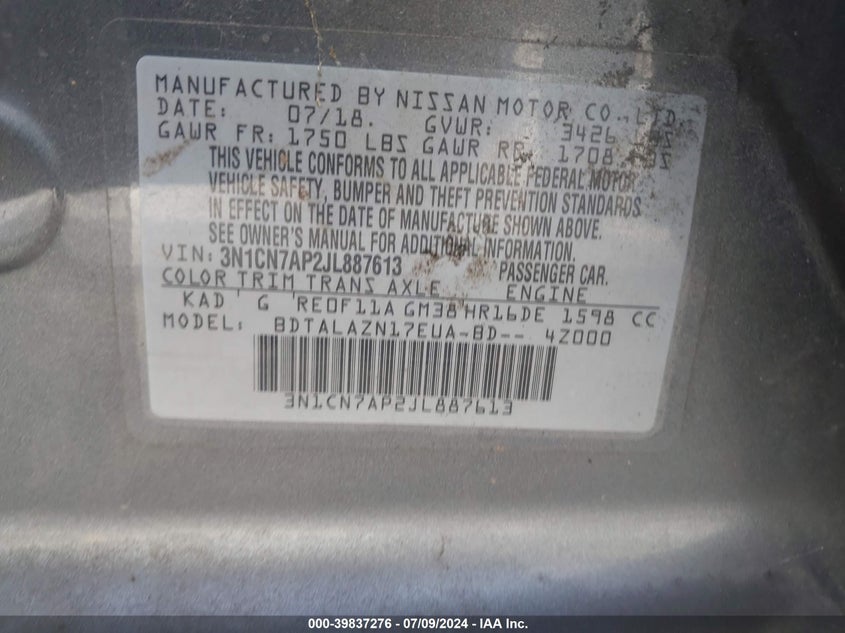 MANUFACTURED BY NISSAN MOTOR CO., LTD.
DATE: 07/18. GVWR: 3426
GAWR FR: 1750 LBS GAWR RR: 1708
THIS VEHICLE CONFORMS TO ALL APPLICABLE FEDERAL MOTOR
VEHICLE SAFETY, BUMPER AND THEFT PREVENTION STANDARDS
IN EFFECT ON THE DATE OF MANUFACTURE SHOWN ABOVE.
SEE OWNER'S MANUAL FOR ADDITIONAL INFORMATION.
VIN: 3N1CN7AP2JL887613 PASSENGER CAR.
COLOR TRIM TRANS AXLE ENGINE
KAD G RE0F11A GM38 HR16DE 1598 CC
MODEL: BDTALAZN17EUA-BD-- 4Z000
3N1CN7AP2JL887613
000-39837276 - 07/09/2024 - IAA Inc.